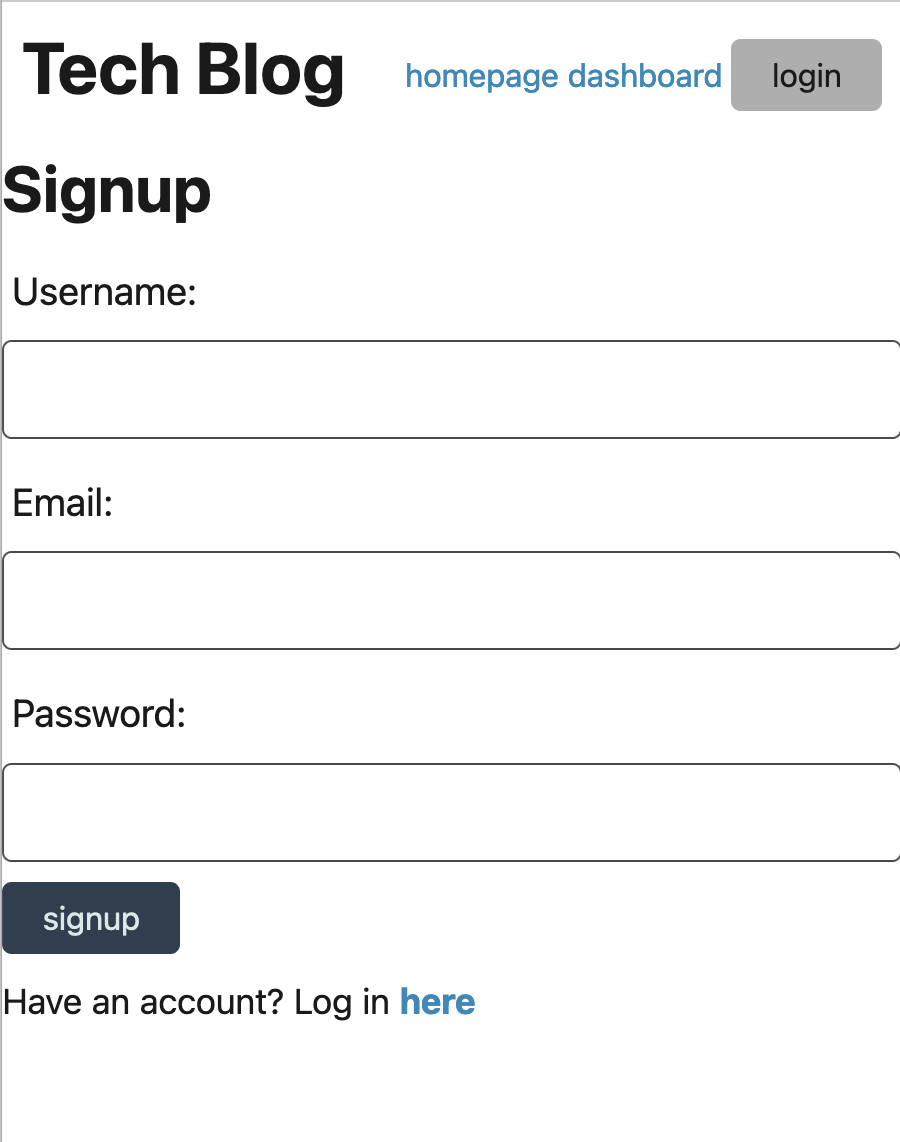 Tech Blog
homepage dashboard login
Signup
Username:
Email:
Password:
signup
Have an account? Log in here